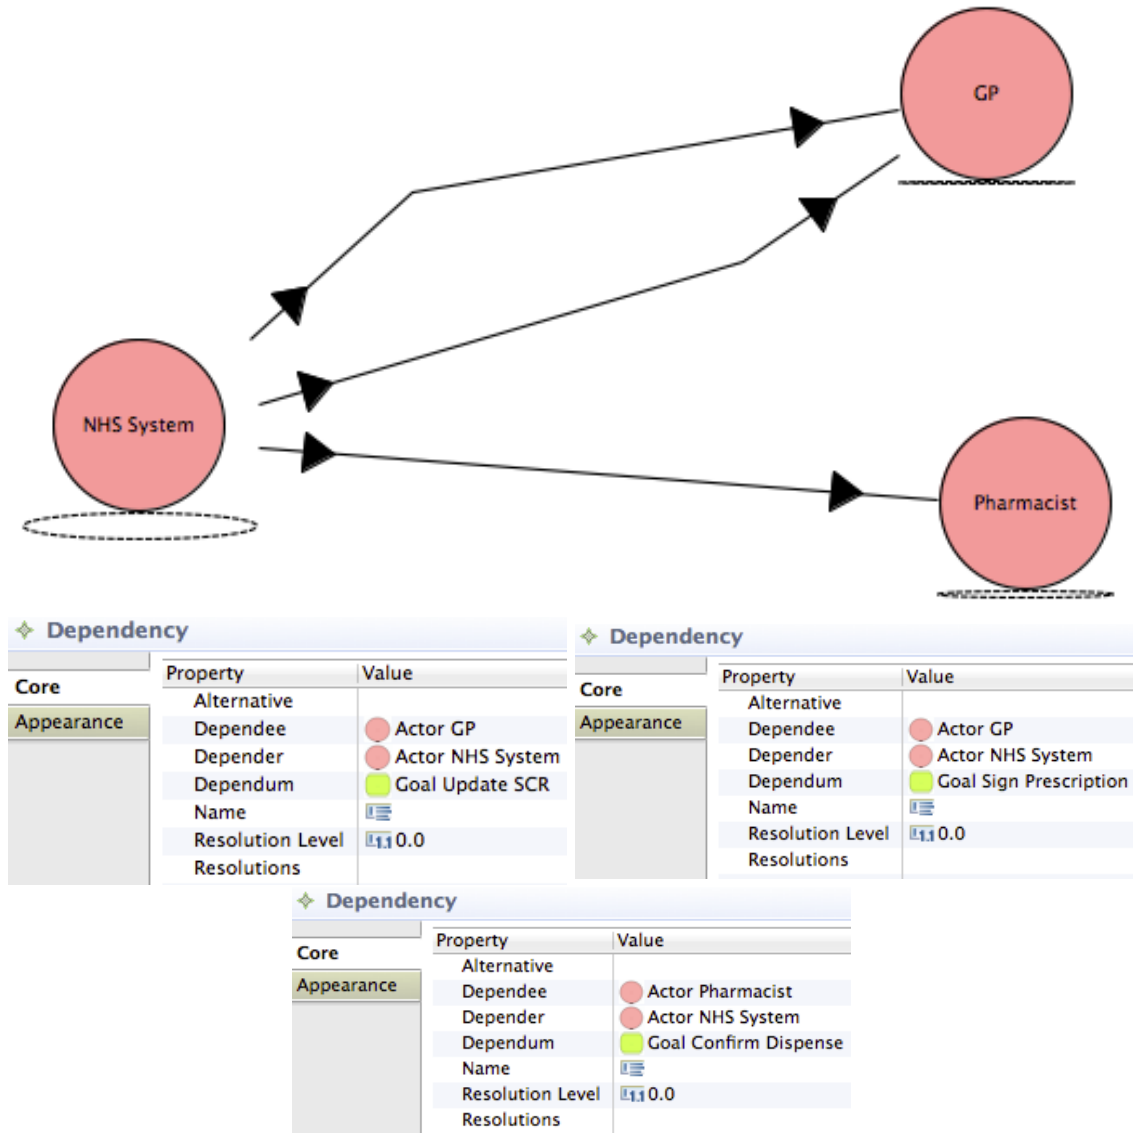 GP
NHS System
Pharmacist
Dependency
Core
Appearance
Property Value
Alternative
Dependee Actor GP
Depender Actor NHS System
Dependum Goal Update SCR
Name
Resolution Level 0.0
Resolutions
Dependency
Core
Appearance
Property Value
Alternative
Dependee Actor GP
Depender Actor NHS System
Dependum Goal Sign Prescription
Name
Resolution Level 0.0
Resolutions
Dependency
Core
Appearance
Property Value
Alternative
Dependee Actor Pharmacist
Depender Actor NHS System
Dependum Goal Confirm Dispense
Name
Resolution Level 0.0
Resolutions